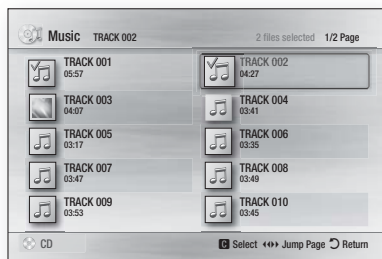 Music TRACK 002 2 files selected 1/2 Page
TRACK 001
05:57
TRACK 002
04:27
TRACK 003
04:07
TRACK 004
03:41
TRACK 005
03:17
TRACK 006
03:35
TRACK 007
03:47
TRACK 008
03:49
TRACK 009
03:53
TRACK 010
03:45
CD C Select Jump Page Return